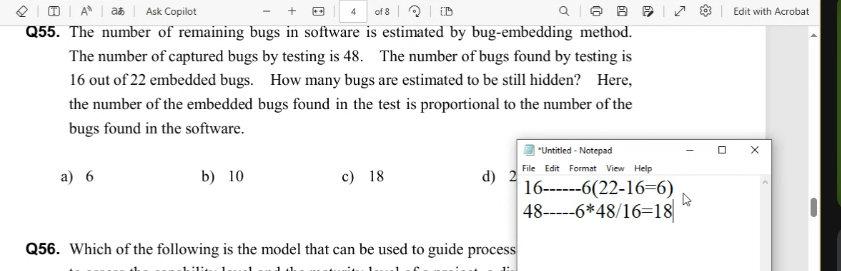 Ask Copilot
4 of 8
Edit with Acrobat
Q55. The number of remaining bugs in software is estimated by bug-embedding method.
The number of captured bugs by testing is 48. The number of bugs found by testing is
16 out of 22 embedded bugs. How many bugs are estimated to be still hidden? Here,
the number of the embedded bugs found in the test is proportional to the number of the
bugs found in the software.
a) 6 b) 10 c) 18 d) 2
*Untitled - Notepad
File Edit Format View Help
16------6(22-16=6)
48-----6*48/16=18
Q56. Which of the following is the model that can be used to guide process